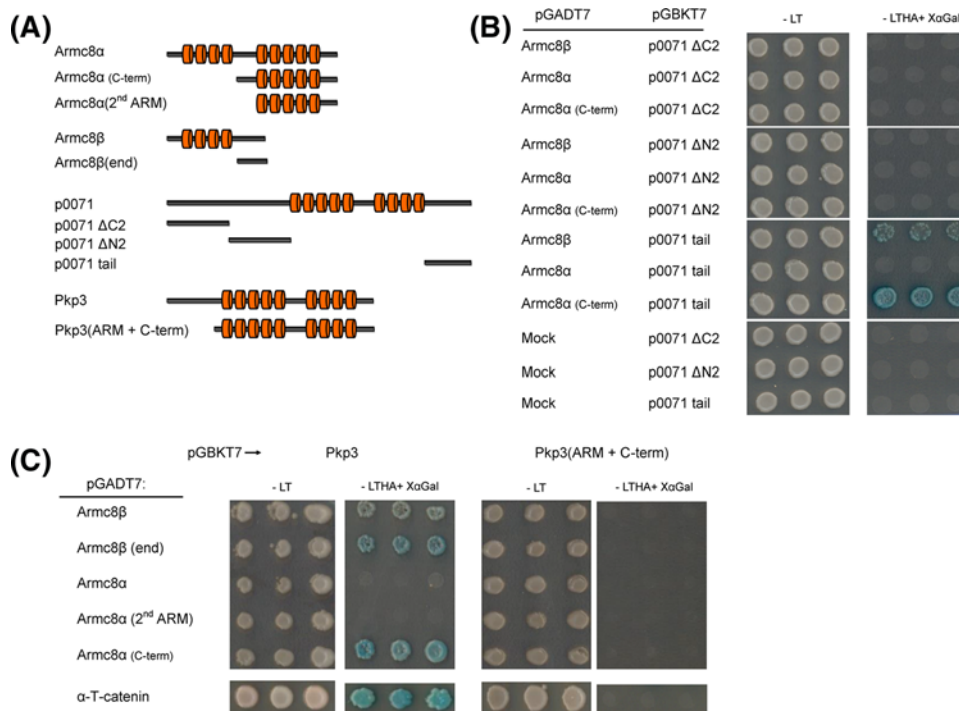 (A)
Armc8α
Armc8α (C-term)
Armc8α(2nd ARM)
Armc8β
Armc8β(end)
p0071
p0071 ΔC2
p0071 ΔN2
p0071 tail
Pkp3
Pkp3(ARM + C-term)
(B)
pGADT7 pGBKT7 - LT - LTHA+ XαGal
Armc8β p0071 ΔC2
Armc8α p0071 ΔC2
Armc8α (C-term) p0071 ΔC2
Armc8β p0071 ΔN2
Armc8α p0071 ΔN2
Armc8α (C-term) p0071 ΔN2
Armc8β p0071 tail
Armc8α p0071 tail
Armc8α (C-term) p0071 tail
Mock p0071 ΔC2
Mock p0071 ΔN2
Mock p0071 tail
(C)
pGBKT7 → Pkp3 Pkp3(ARM + C-term)
pGADT7: - LT - LTHA+ XαGal - LT - LTHA+ XαGal
Armc8β
Armc8β (end)
Armc8α
Armc8α (2nd ARM)
Armc8α (C-term)
α-T-catenin